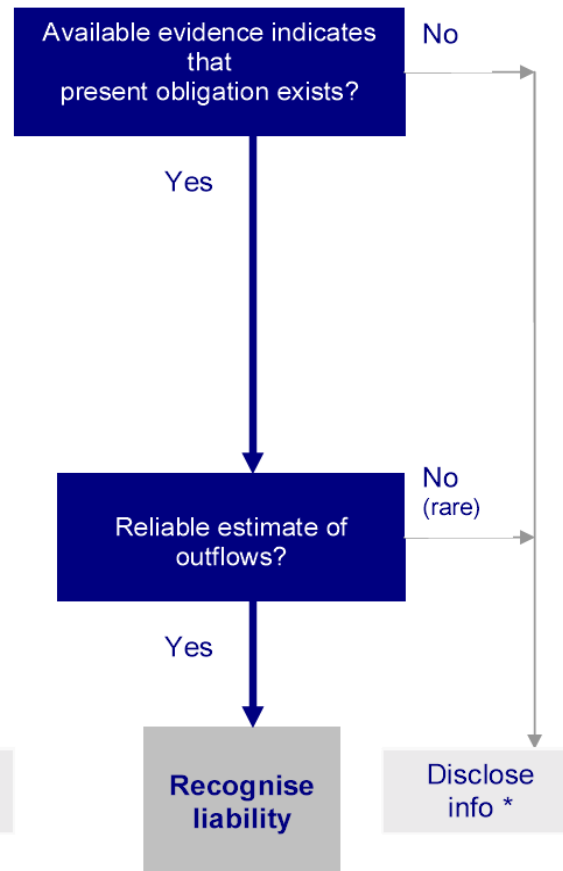 Available evidence indicates
that
present obligation exists?
No
Yes
Reliable estimate of
outflows?
No
(rare)
Yes
Recognise
liability
Disclose
info *